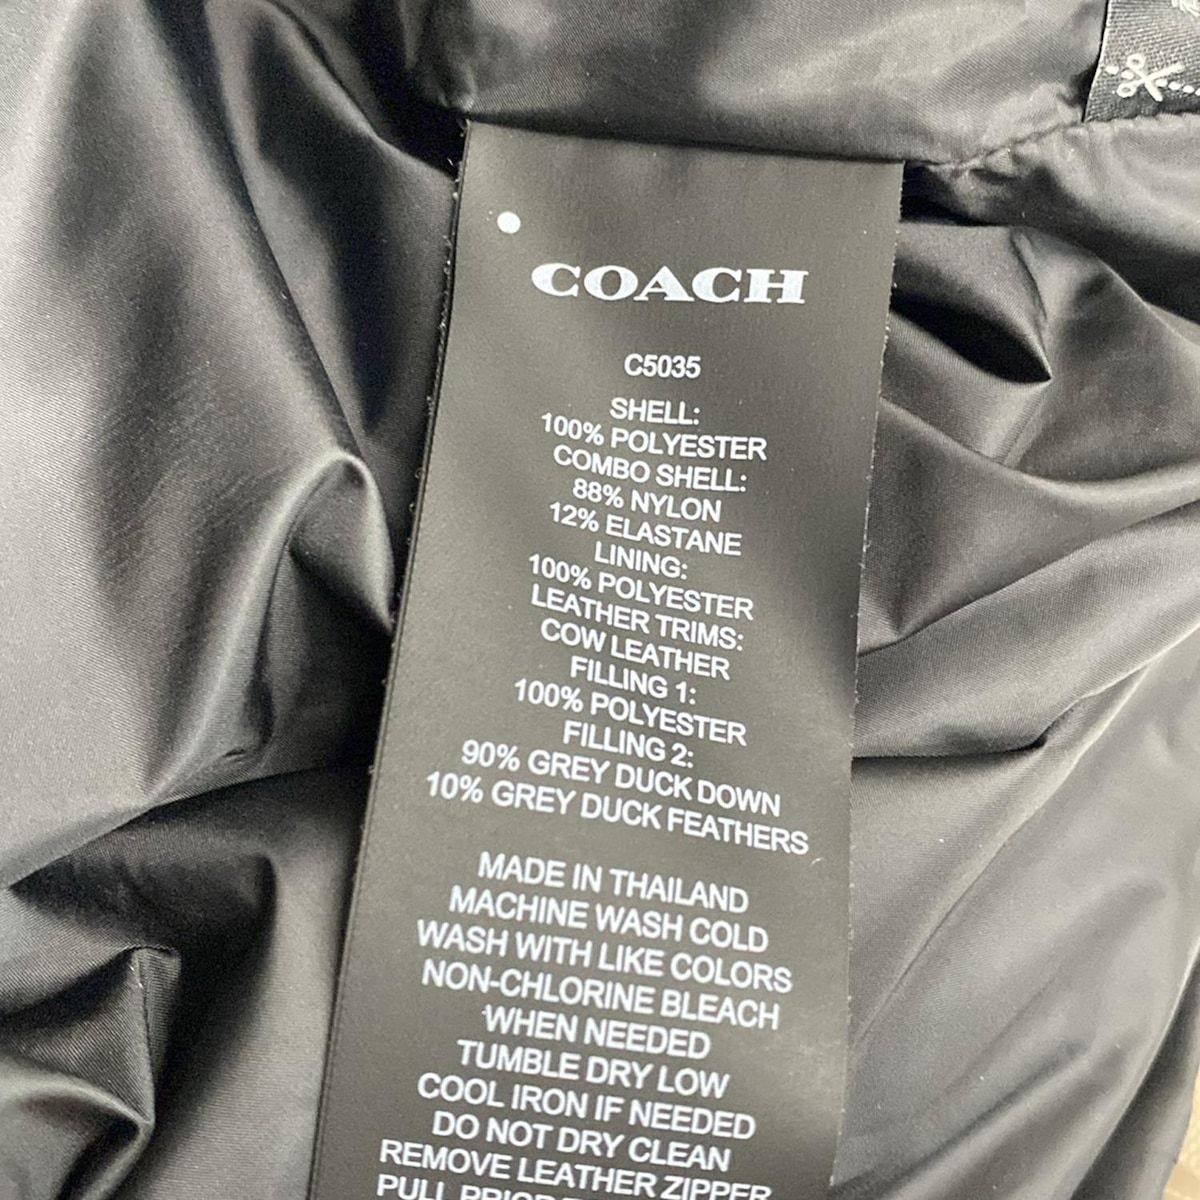 COACH
C5035
SHELL:
100% POLYESTER
COMBO SHELL:
88% NYLON
12% ELASTANE
LINING:
100% POLYESTER
LEATHER TRIMS:
COW LEATHER
FILLING 1:
100% POLYESTER
FILLING 2:
90% GREY DUCK DOWN
10% GREY DUCK FEATHERS
MADE IN THAILAND
MACHINE WASH COLD
WASH WITH LIKE COLORS
NON-CHLORINE BLEACH
WHEN NEEDED
TUMBLE DRY LOW
COOL IRON IF NEEDED
DO NOT DRY CLEAN
REMOVE LEATHER ZIPPER
PULL